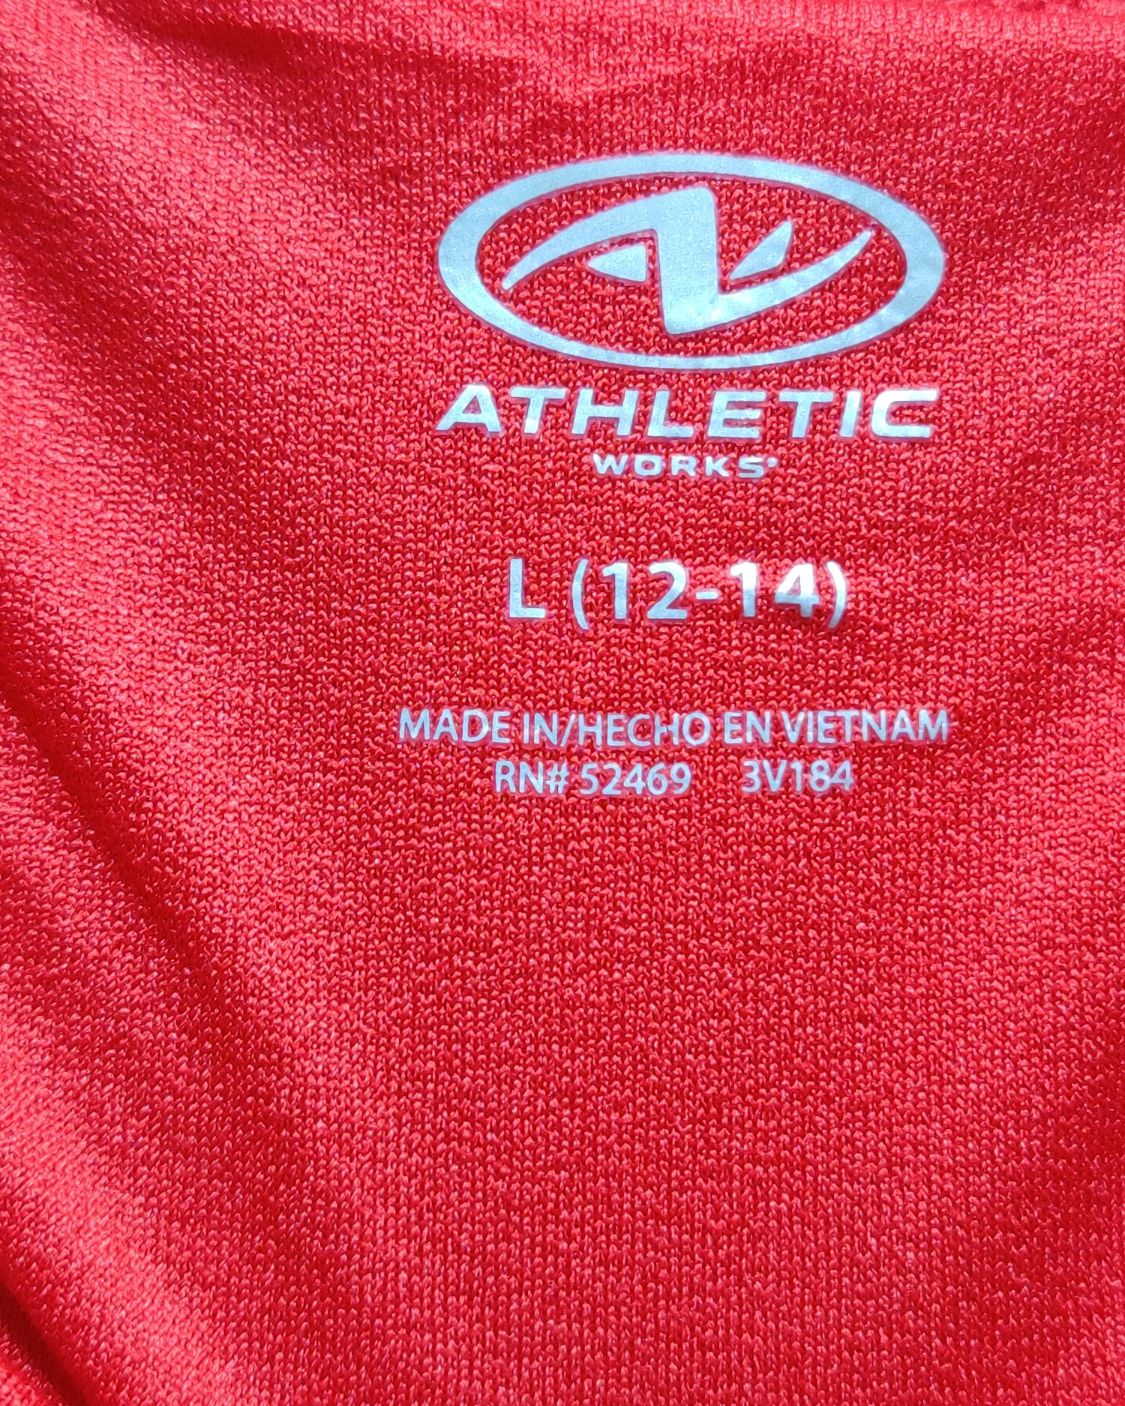 ATHLETIC
WORKS®
L (12-14)
MADE IN/HECHO EN VIETNAM
RN# 52469 3V184